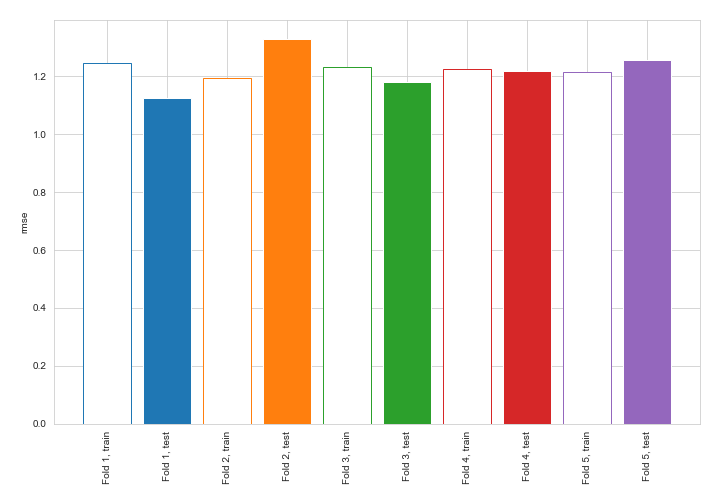 rmse
1.2
1.0
0.8
0.6
0.4
0.2
0.0
Fold 1, train
Fold 1, test
Fold 2, train
Fold 2, test
Fold 3, train
Fold 3, test
Fold 4, train
Fold 4, test
Fold 5, train
Fold 5, test